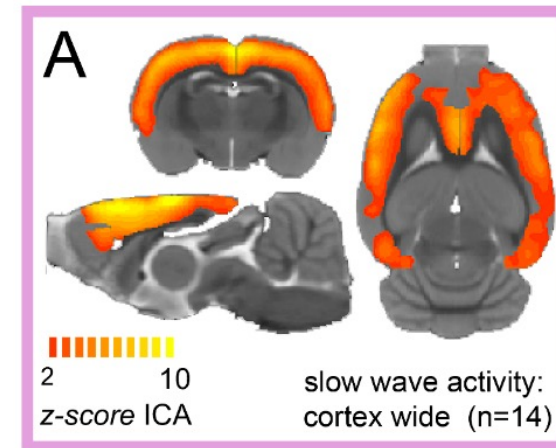 A
2 10
z-score ICA
slow wave activity:
cortex wide (n=14)